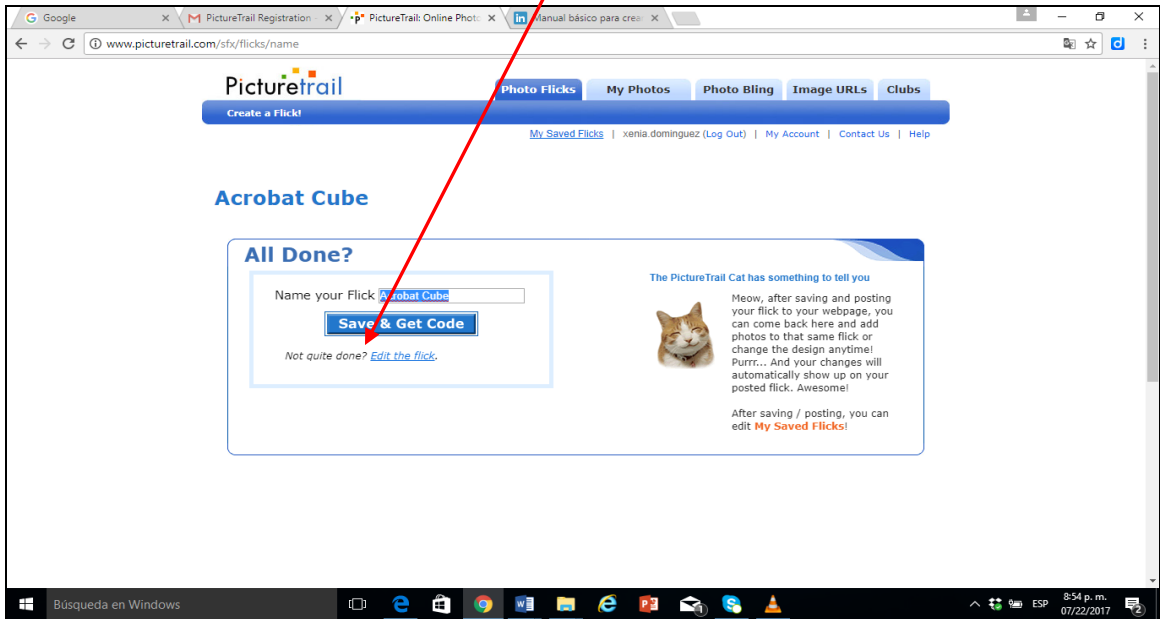 Google
PictureTrail Registration -
PictureTrail: Online Photo
Manual básico para crea
www.picturetrail.com/sfx/flicks/name
Picturetrail
Photo Flicks
My Photos
Photo Bling
Image URLs
Clubs
Create a Flick!
My Saved Flicks | xenia.dominguez (Log Out) | My Account | Contact Us | Help
Acrobat Cube
All Done?
Name your Flick Acrobat Cube
Save & Get Code
Not quite done? Edit the flick.
The PictureTrail Cat has something to tell you
Meow, after saving and posting
your flick to your webpage, you
can come back here and add
photos to that same flick or
change the design anytime!
Purrr... And your changes will
automatically show up on your
posted flick. Awesome!
After saving / posting, you can
edit My Saved Flicks!
Búsqueda en Windows
ESP
8:54 p. m.
07/22/2017